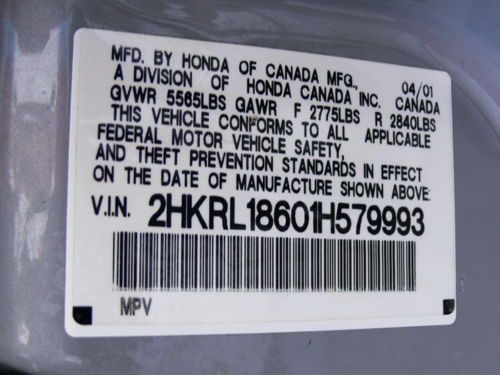 MFD. BY HONDA OF CANADA MFG., 04/01
A DIVISION OF HONDA CANADA INC. CANADA
GVWR 5565LBS GAWR F 2775LBS R 2840LBS
THIS VEHICLE CONFORMS TO ALL APPLICABLE
FEDERAL MOTOR VEHICLE SAFETY,
AND THEFT PREVENTION STANDARDS IN EFFECT
ON THE DATE OF MANUFACTURE SHOWN ABOVE:
V.I.N. 2HKRL18601H579993
MPV